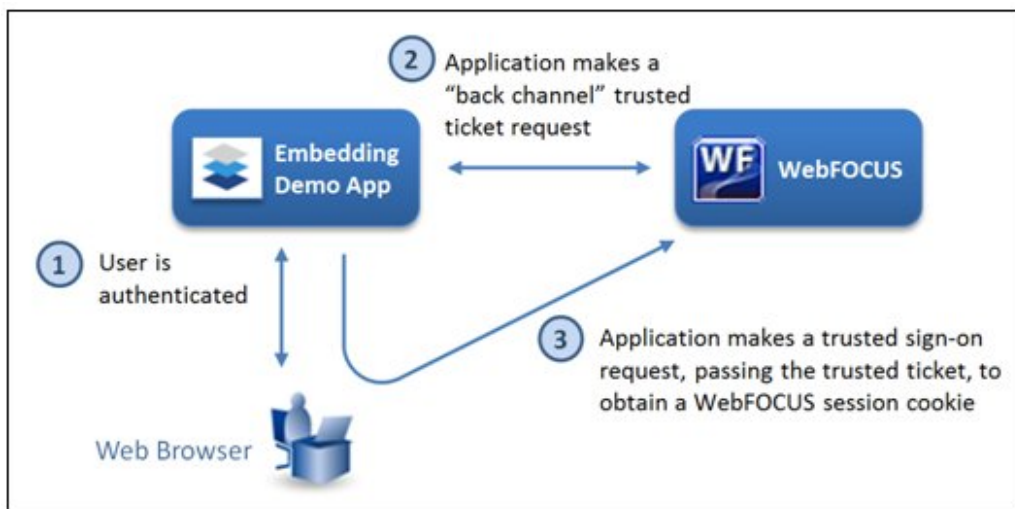 2
Application makes a
“back channel” trusted
ticket request
Embedding
Demo App
WF
WebFOCUS
1
User is
authenticated
3
Application makes a trusted sign-on
request, passing the trusted ticket, to
obtain a WebFOCUS session cookie
Web Browser